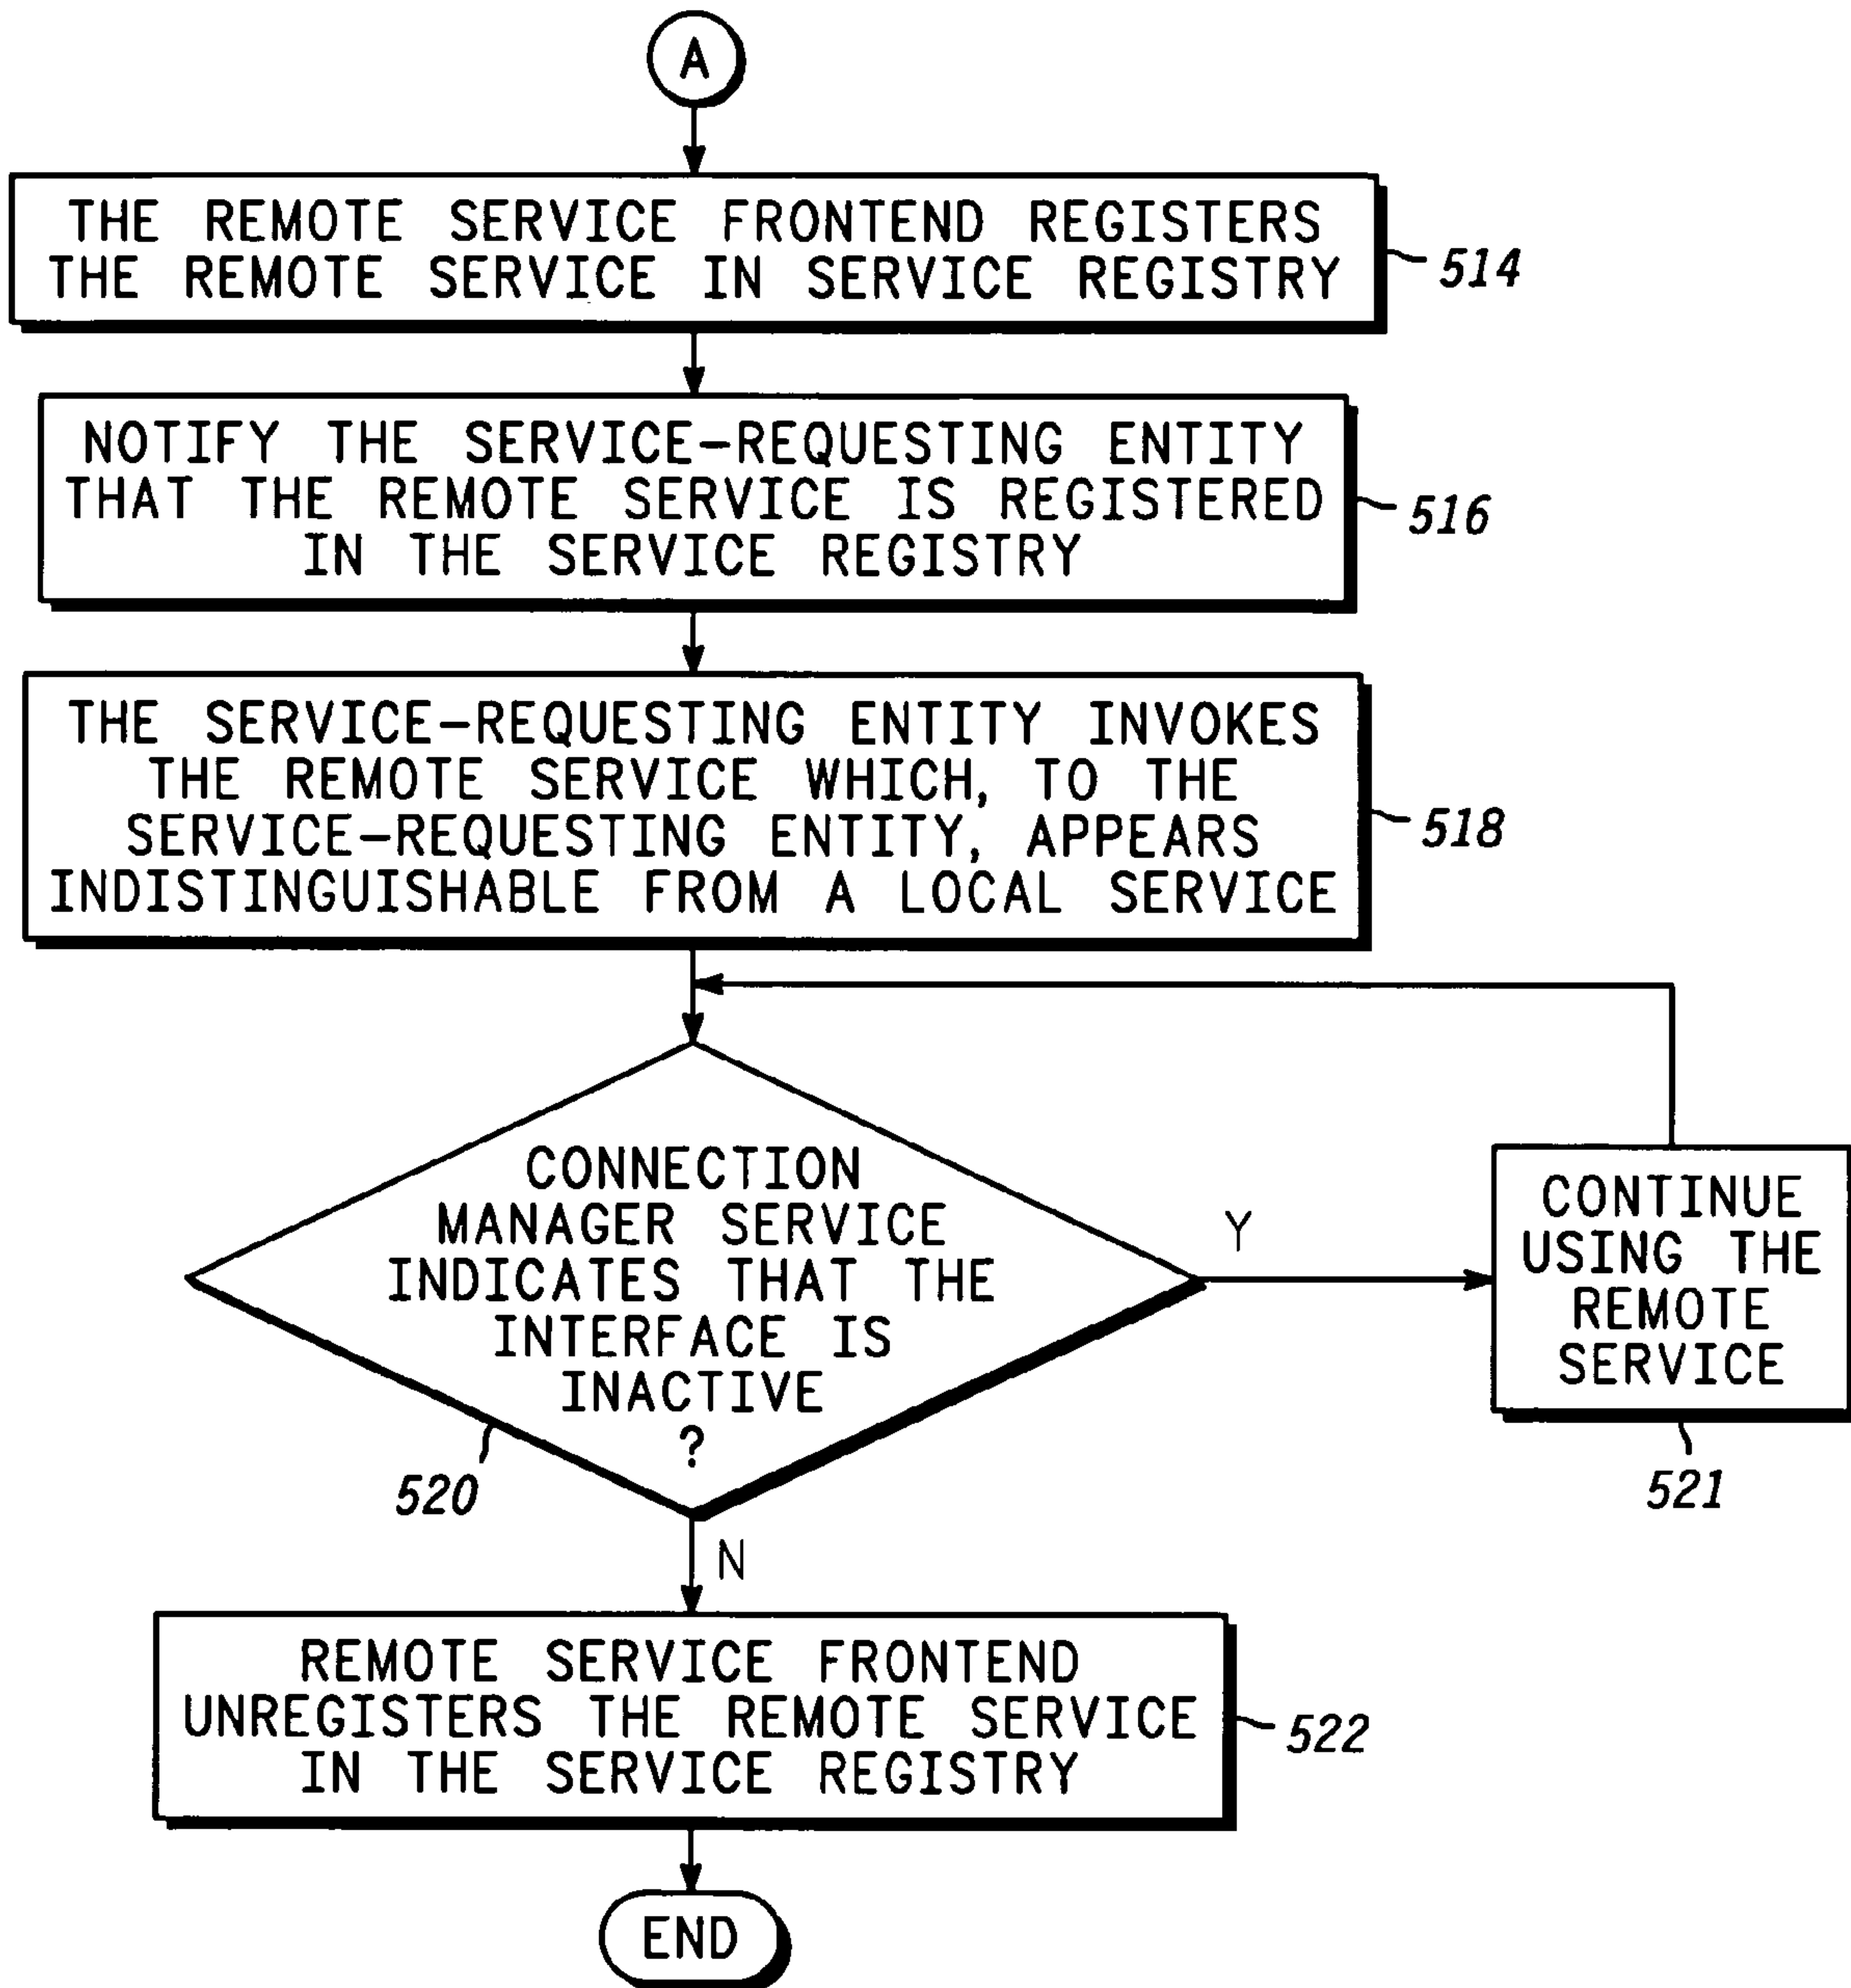 A
THE REMOTE SERVICE FRONTEND REGISTERS
THE REMOTE SERVICE IN SERVICE REGISTRY
514
NOTIFY THE SERVICE-REQUESTING ENTITY
THAT THE REMOTE SERVICE IS REGISTERED
IN THE SERVICE REGISTRY
516
THE SERVICE-REQUESTING ENTITY INVOKES
THE REMOTE SERVICE WHICH, TO THE
SERVICE-REQUESTING ENTITY, APPEARS
INDISTINGUISHABLE FROM A LOCAL SERVICE
518
CONNECTION
MANAGER SERVICE
INDICATES THAT THE
INTERFACE IS
INACTIVE
?
520
Y
CONTINUE
USING THE
REMOTE
SERVICE
521
N
REMOTE SERVICE FRONTEND
UNREGISTERS THE REMOTE SERVICE
IN THE SERVICE REGISTRY
522
END